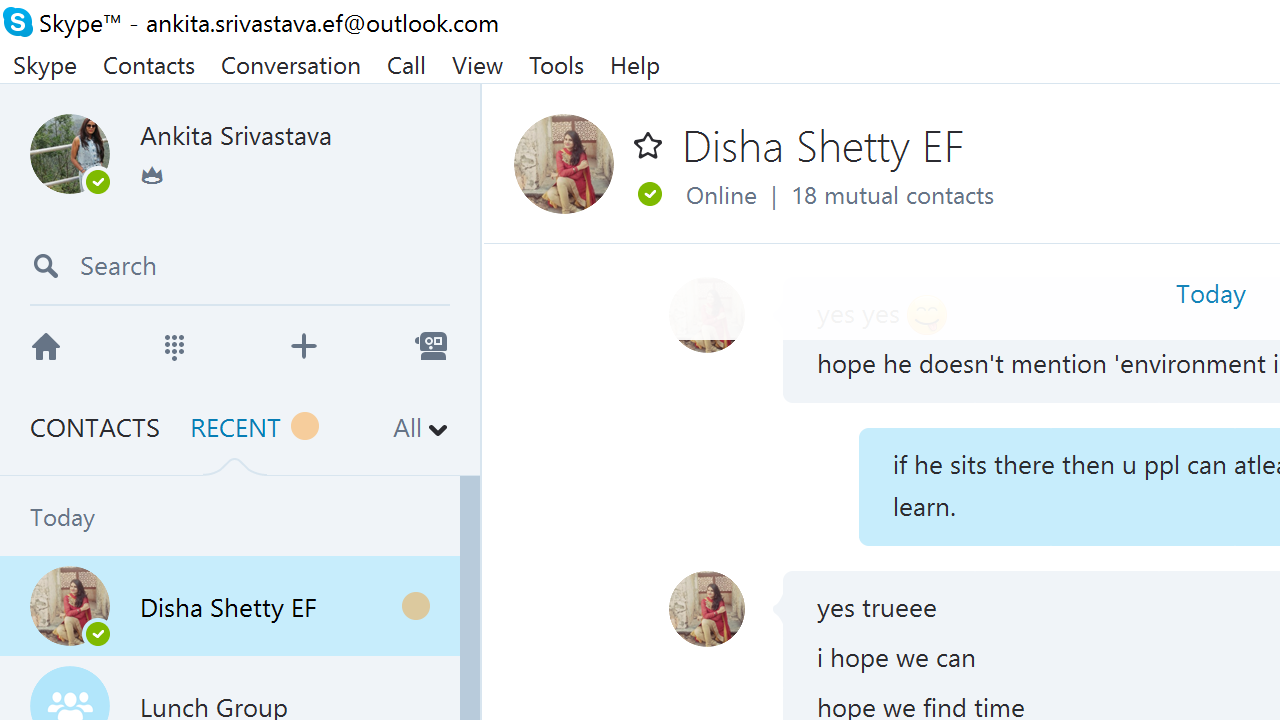 Skype™ - ankita.srivastava.ef@outlook.com
Skype Contacts Conversation Call View Tools Help
Ankita Srivastava
Search
CONTACTS RECENT All
Today
Disha Shetty EF
Lunch Group
Disha Shetty EF
Online | 18 mutual contacts
Today
yes yes
hope he doesn't mention 'environment
if he sits there then u ppl can
learn.
yes trueee
i hope we can
hope we find time